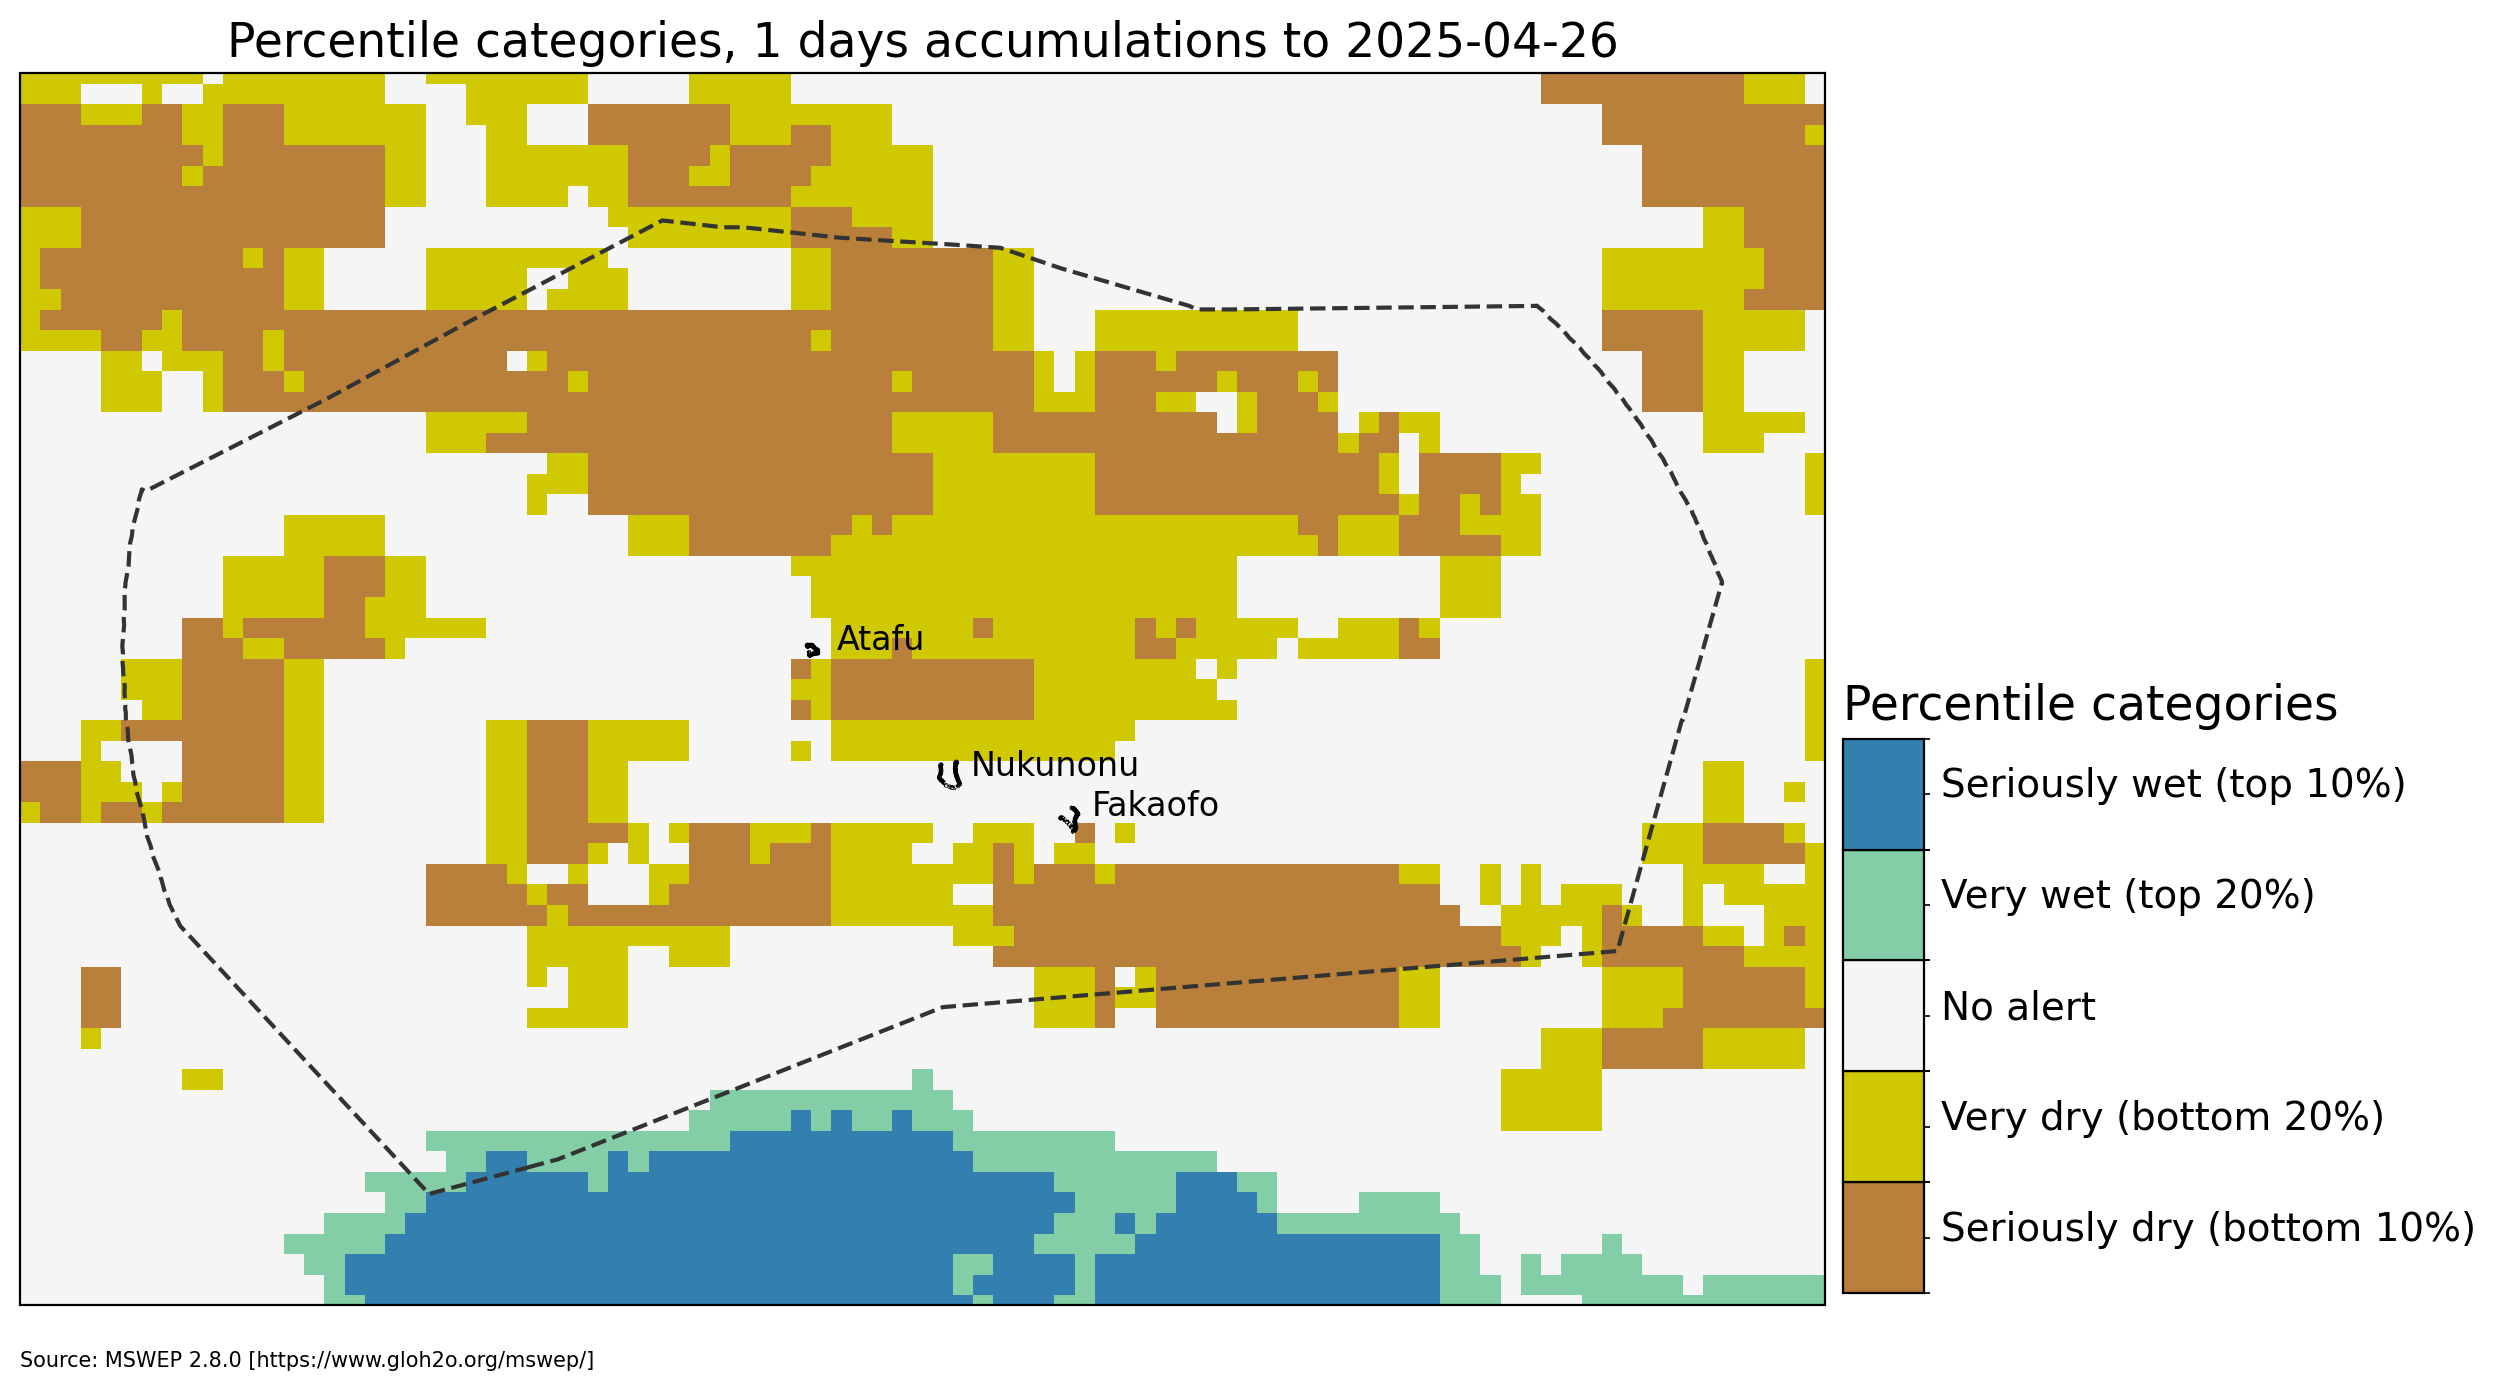 Percentile categories, 1 days accumulations to 2025-04-26
Atafu
Nukunonu
Fakaofo
Percentile categories
Seriously wet (top 10%)
Very wet (top 20%)
No alert
Very dry (bottom 20%)
Seriously dry (bottom 10%)
Source: MSWEP 2.8.0 [https://www.gloh2o.org/mswep/]